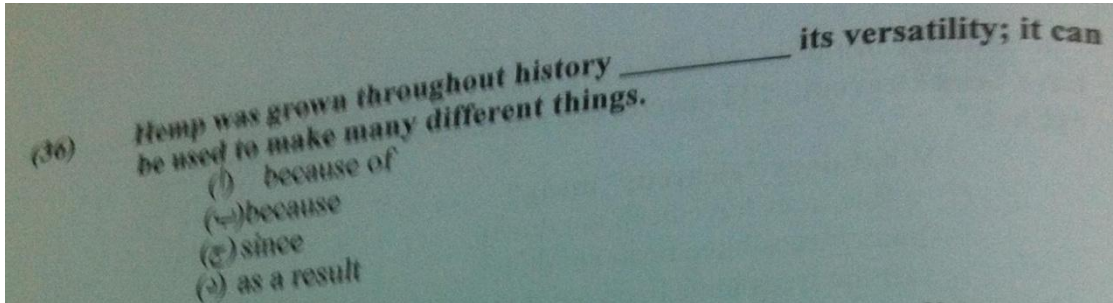 (36) Hemp was grown throughout history ________ its versatility; it can
be used to make many different things.
(ا) because of
(ب) because
(ج) since
(د) as a result